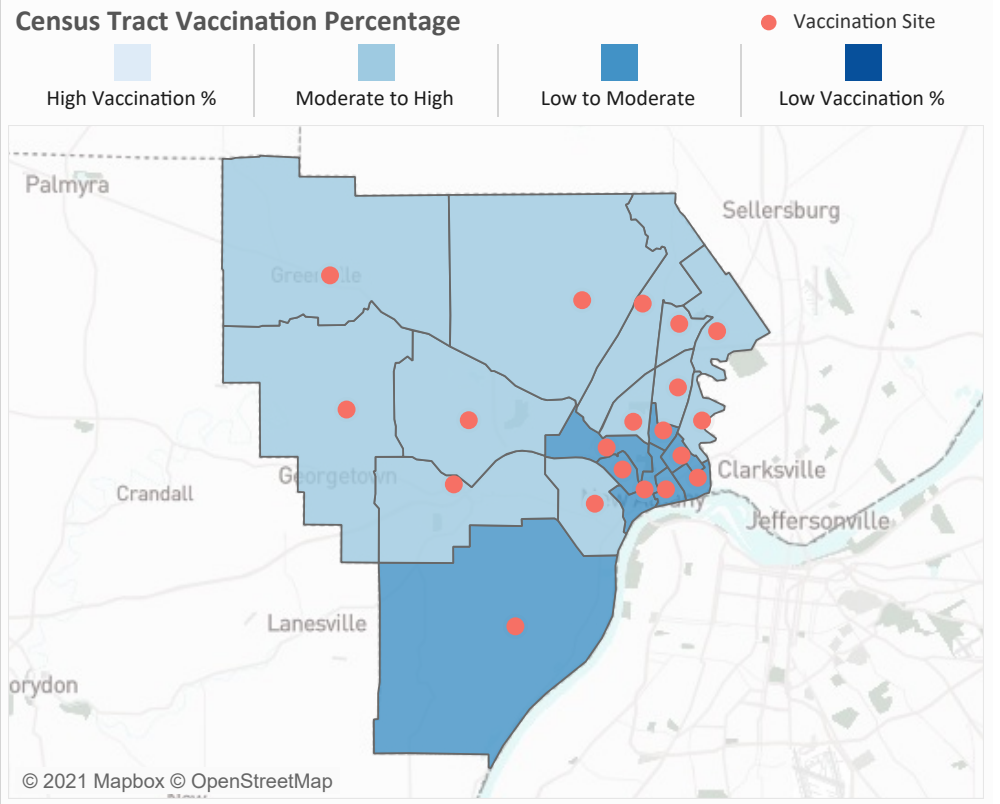 Census Tract Vaccination Percentage
Vaccination Site
High Vaccination %
Moderate to High
Low to Moderate
Low Vaccination %
Palmyra
Sellersburg
Georgetown
Clarksville
Crandall
Jeffersonville
Lanesville
orydon
© 2021 Mapbox © OpenStreetMap